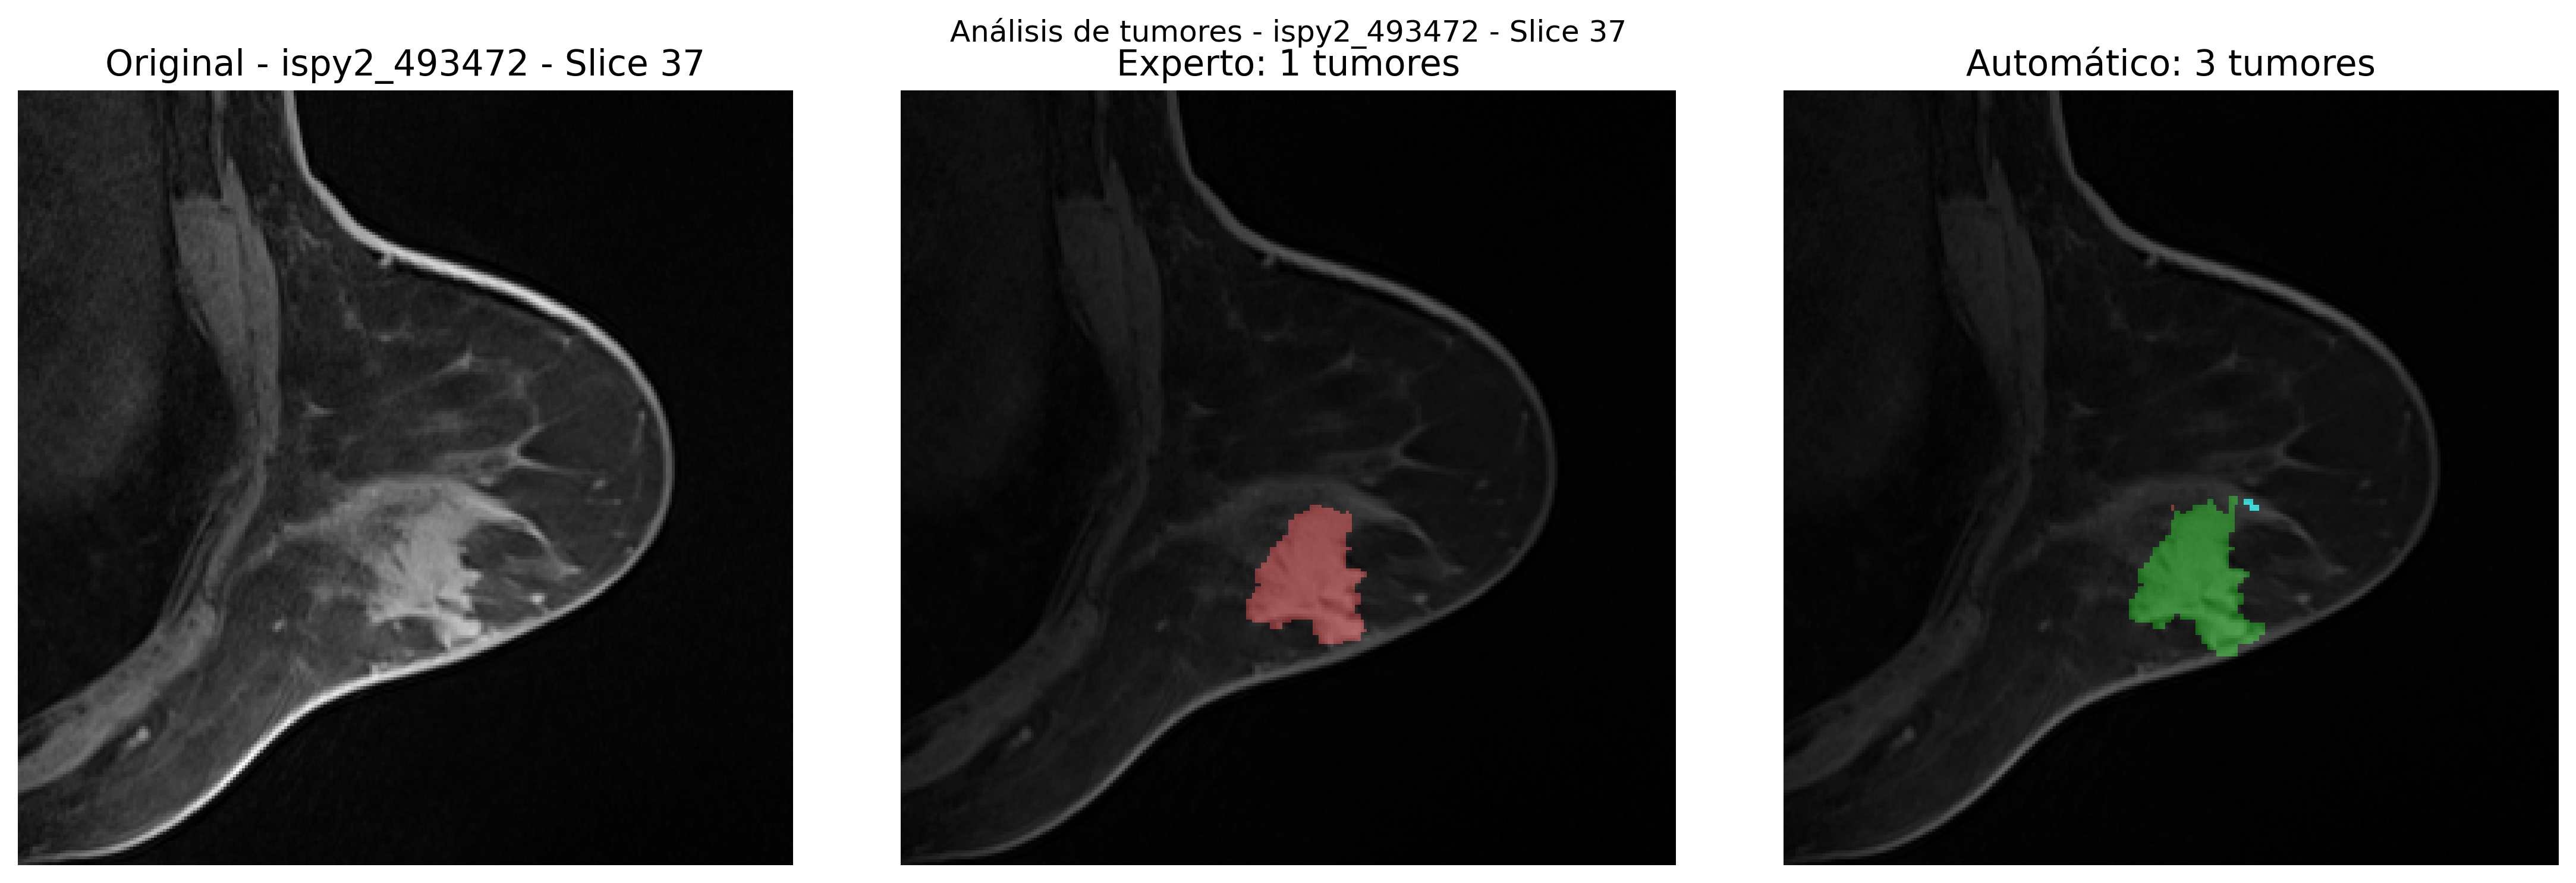 Análisis de tumores - ispy2_493472 - Slice 37
Original - ispy2_493472 - Slice 37
Experto: 1 tumores
Automático: 3 tumores